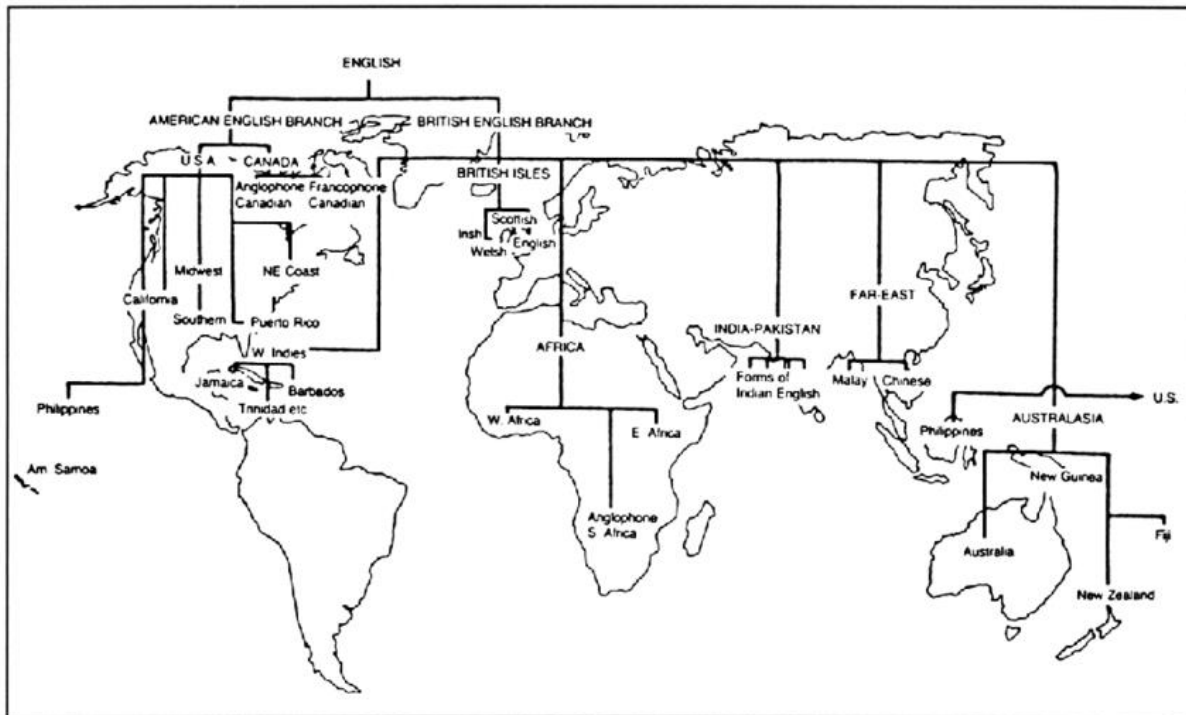 ENGLISH
AMERICAN ENGLISH BRANCH
BRITISH ENGLISH BRANCH
U.S.A.
CANADA
BRITISH ISLES
Anglophone
Canadian
Francophone
Canadian
Scottish
Irish
English
Welsh
Midwest
NE Coast
California
Southern
Puerto Rico
W. Indies
Jamaica
Barbados
Trinidad etc
Philippines
Am. Samoa
AFRICA
W. Africa
E. Africa
Anglophone
S. Africa
INDIA-PAKISTAN
Forms of
Indian English
FAR-EAST
Malay
Chinese
U.S.
Philippines
AUSTRALASIA
New Guinea
Australia
Fiji
New Zealand